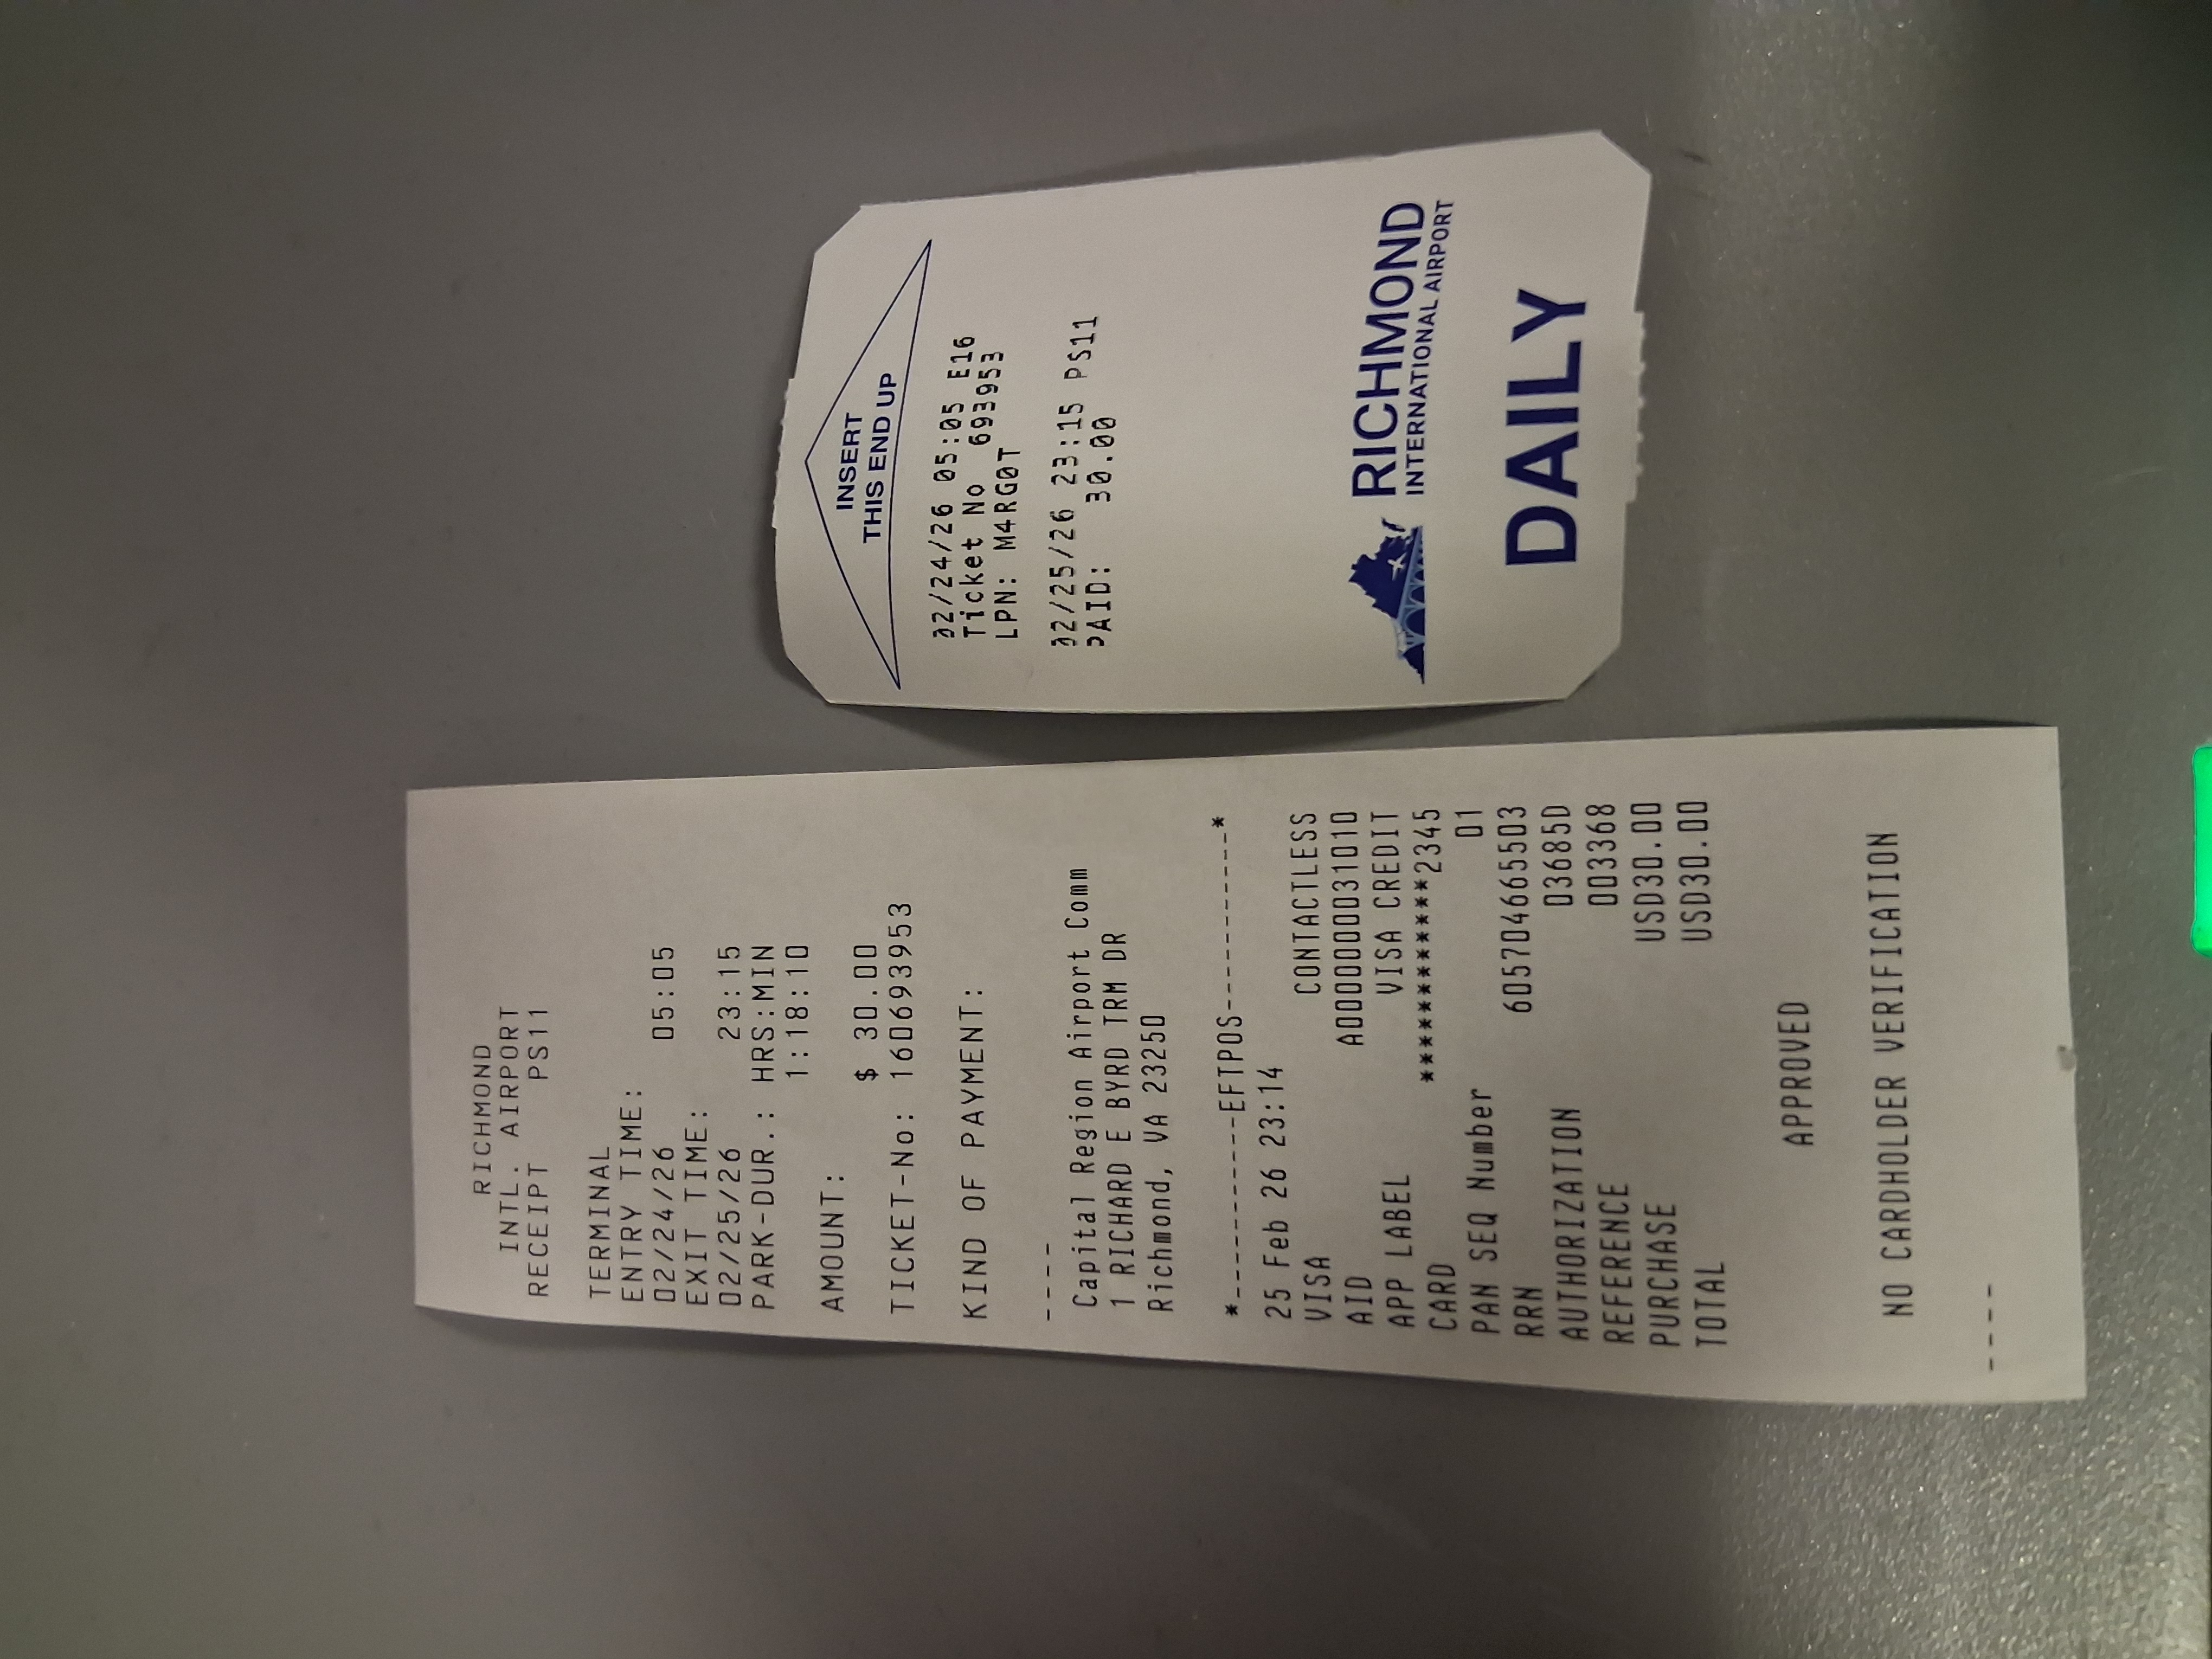 RICHMOND
INTL. AIRPORT
RECEIPT PS11
TERMINAL
ENTRY TIME:
02/24/26 05:05
EXIT TIME:
02/25/26 23:15
PARK-DUR.: HRS:MIN
1:18:10
AMOUNT:
$ 30.00
TICKET-No: 160693953
KIND OF PAYMENT:
----
Capital Region Airport Comm
1 RICHARD E BYRD TRM DR
Richmond, VA 23250
*-----------EFTPOS-----------*
25 Feb 26 23:14
VISA CONTACTLESS
AID A0000000031010
APP LABEL VISA CREDIT
CARD ************2345
PAN SEQ Number 01
RRN 605704665503
AUTHORIZATION 03685D
REFERENCE 003368
PURCHASE USD30.00
TOTAL USD30.00
APPROVED
NO CARDHOLDER VERIFICATION
----
INSERT
THIS END UP
02/24/26 05:05 E16
Ticket No 693953
LPN: M4RG0T
02/25/26 23:15 PS11
PAID: 30.00
RICHMOND
INTERNATIONAL AIRPORT
DAILY